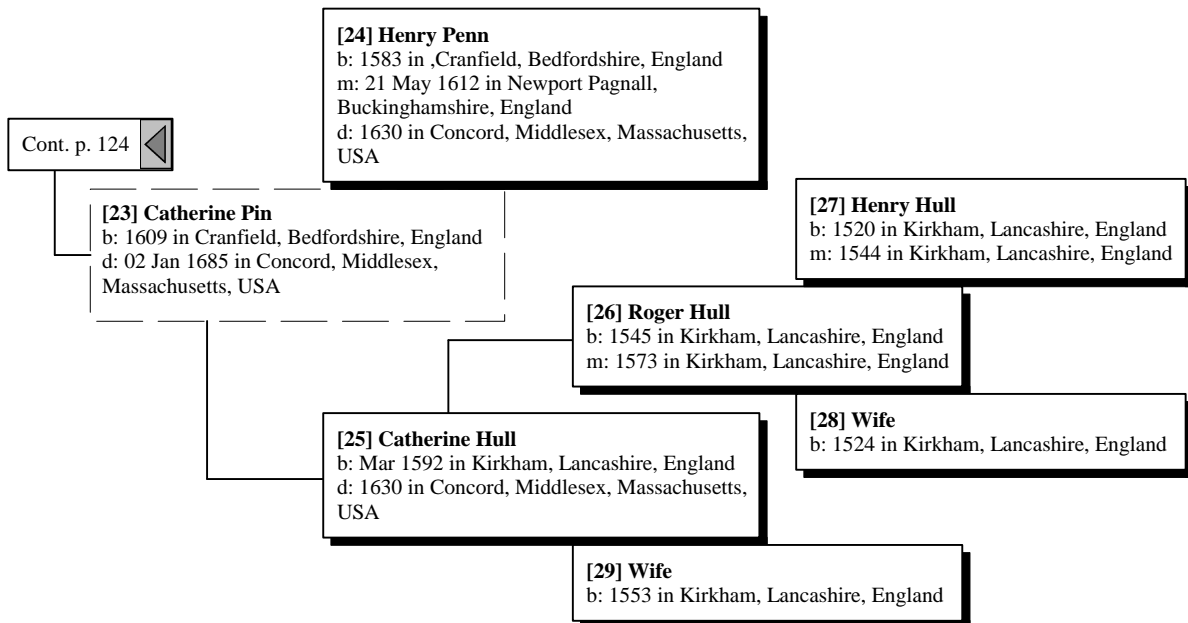 [24] Henry Penn
b: 1583 in ,Cranfield, Bedfordshire, England
m: 21 May 1612 in Newport Pagnall,
Buckinghamshire, England
d: 1630 in Concord, Middlesex, Massachusetts,
USA
Cont. p. 124
[23] Catherine Pin
b: 1609 in Cranfield, Bedfordshire, England
d: 02 Jan 1685 in Concord, Middlesex,
Massachusetts, USA
[27] Henry Hull
b: 1520 in Kirkham, Lancashire, England
m: 1544 in Kirkham, Lancashire, England
[26] Roger Hull
b: 1545 in Kirkham, Lancashire, England
m: 1573 in Kirkham, Lancashire, England
[28] Wife
b: 1524 in Kirkham, Lancashire, England
[25] Catherine Hull
b: Mar 1592 in Kirkham, Lancashire, England
d: 1630 in Concord, Middlesex, Massachusetts,
USA
[29] Wife
b: 1553 in Kirkham, Lancashire, England